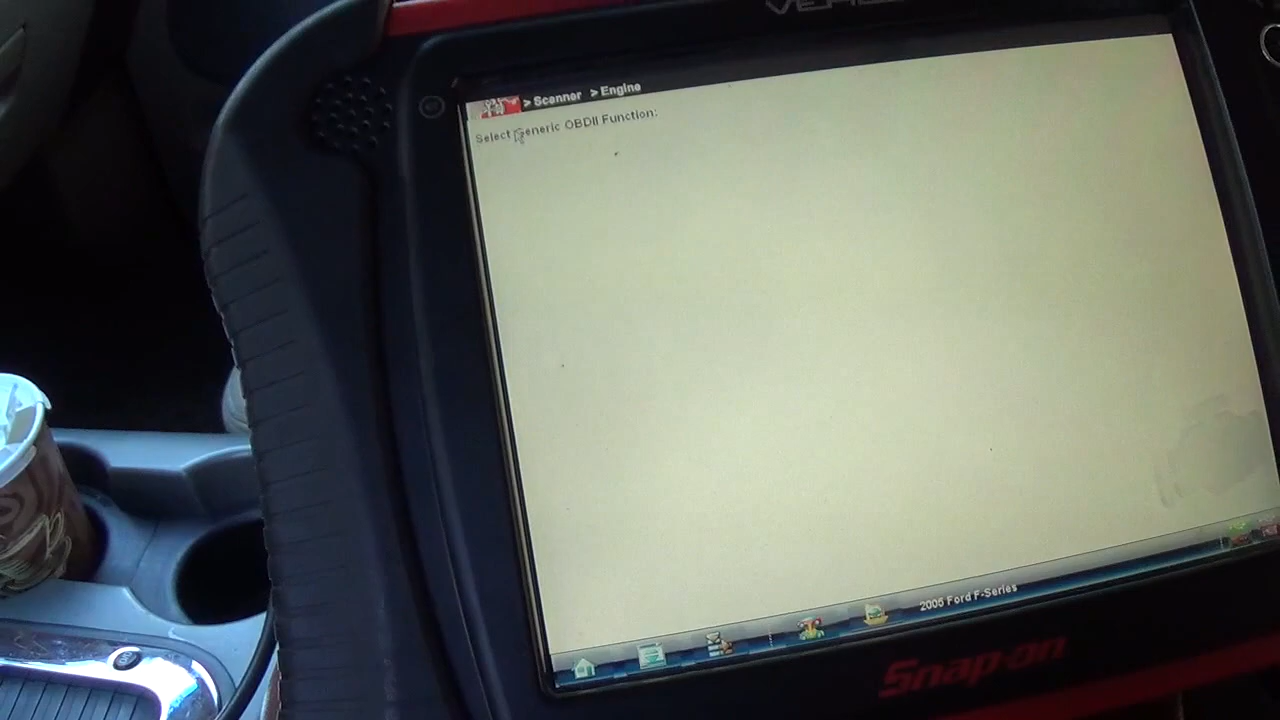 > Scanner > Engine
Select Generic OBDII Function:
2005 Ford F-Series
Snap-on